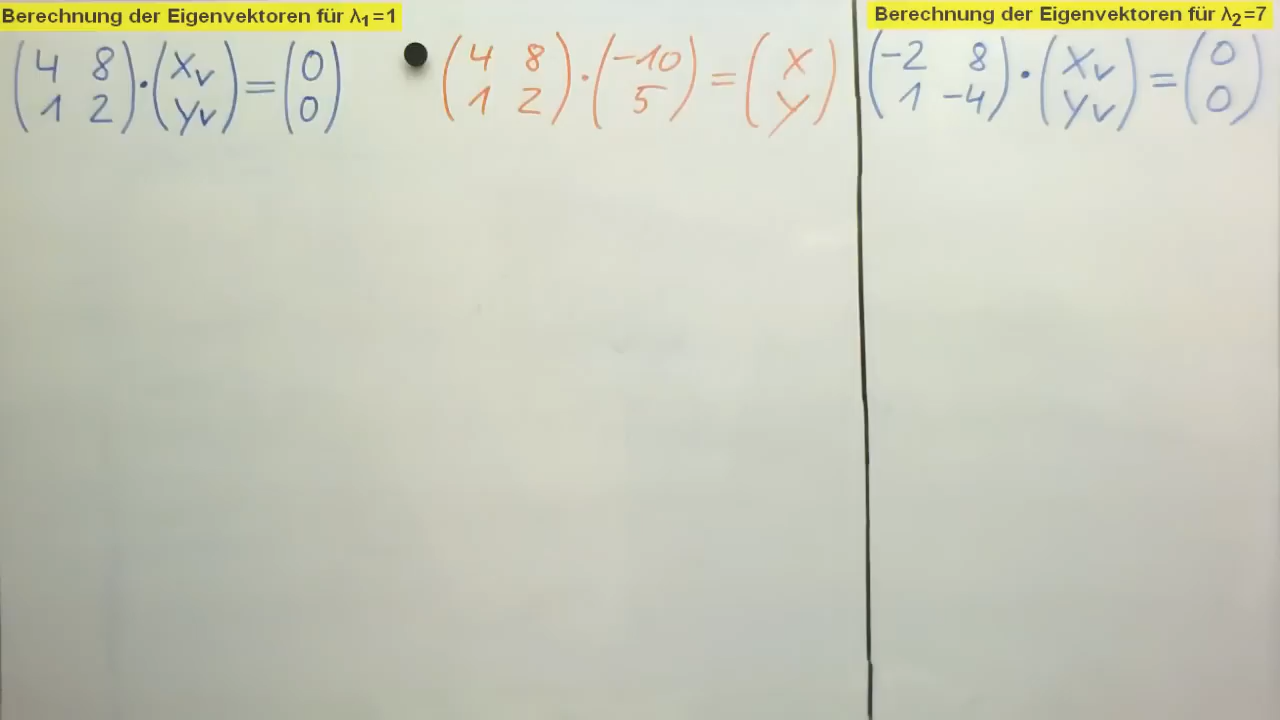 Berechnung der Eigenvektoren für λ₁=1
(4 8
1 2)·(xᵥ
yᵥ)=(0
0)
(4 8
1 2)·(-10
5)=(x
y)
Berechnung der Eigenvektoren für λ₂=7
(-2 8
1 -4)·(xᵥ
yᵥ)=(0
0)